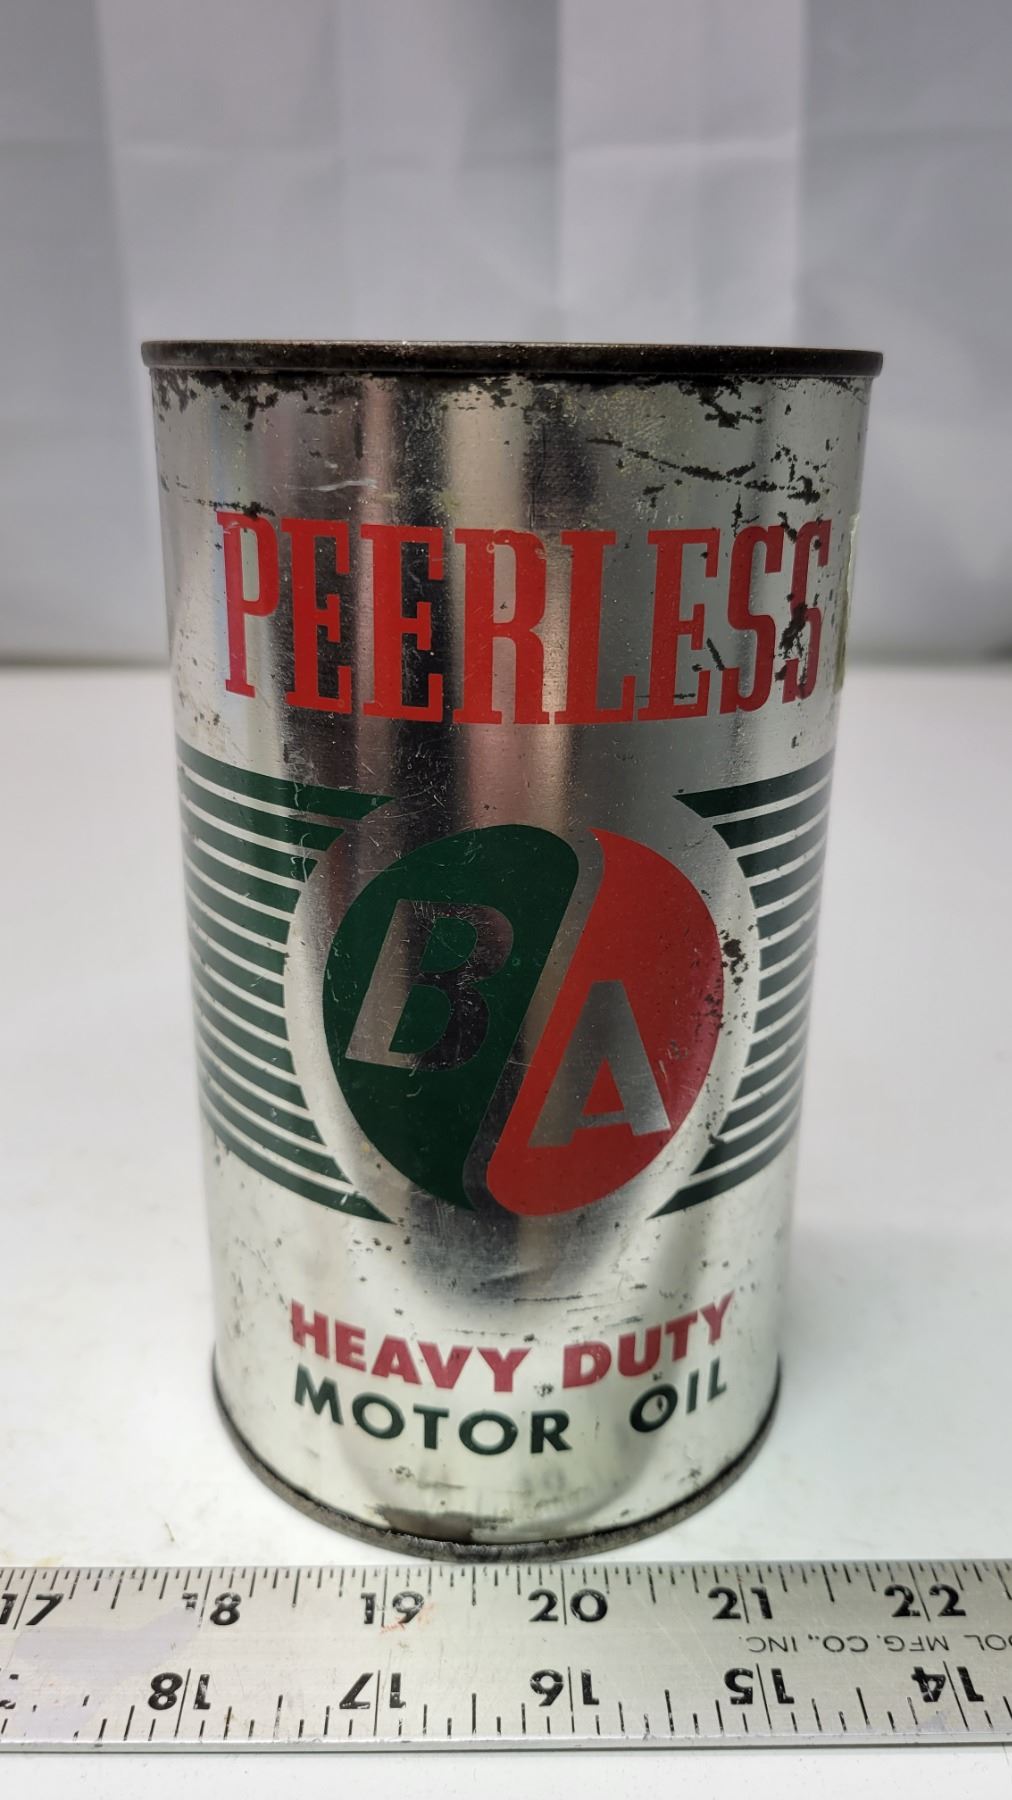 PEERLESS
BA
HEAVY DUTY
MOTOR OIL
17 18 19 20 21 22
OOL MFG. CO., INC.
18 17 16 15 14